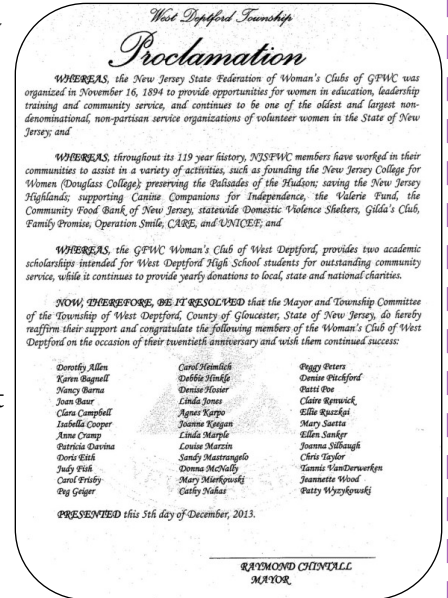 West Deptford Township
Proclamation
WHEREAS, the New Jersey State Federation of Woman's Clubs of GFWC was
organized in November 16, 1894 to provide opportunities for women in education, leadership
training and community service, and continues to be one of the oldest and largest non-
denominational, non-partisan service organizations of volunteer women in the State of New
Jersey; and
WHEREAS, throughout its 119 year history, NJSFWC members have worked in their
communities to assist in a variety of activities, such as founding the New Jersey College for
Women (Douglass College); preserving the Palisades of the Hudson; saving the New Jersey
Highlands; supporting Canine Companions for Independence, the Valerie Fund, the
Community Food Bank of New Jersey, statewide Domestic Violence Shelters, Gilda's Club,
Family Promise, Operation Smile, CARE, and UNICEF; and
WHEREAS, the GFWC Woman's Club of West Deptford, provides two academic
scholarships intended for West Deptford High School students for outstanding community
service, while it continues to provide yearly donations to local, state and national charities.
NOW, THEREFORE, BE IT RESOLVED that the Mayor and Township Committee
of the Township of West Deptford, County of Gloucester, State of New Jersey, do hereby
reaffirm their support and congratulate the following members of the Woman's Club of West
Deptford on the occasion of their twentieth anniversary and wish them continued success:
Dorothy Allen Carol Heimlich Peggy Peters
Karen Bagnell Debbie Hinkle Denise Pitchford
Nancy Barna Denise Hosier Patti Poe
Joan Baur Linda Jones Claire Renwick
Clara Campbell Agnes Karpo Ellie Ruszkai
Isabella Cooper Joanne Keegan Mary Saetta
Anne Cramp Linda Marple Ellen Sanker
Patricia Davina Louise Marzin Joanna Silbaugh
Doris Eith Sandy Mastrangelo Chris Taylor
Judy Fish Donna McNally Tannis VanDerwerken
Carol Frisby Mary Mierkowski Jeannette Wood
Peg Geiger Cathy Nahas Patty Wyzykowski
PRESENTED this 5th day of December, 2013.
RAYMOND CHINTALL
MAYOR